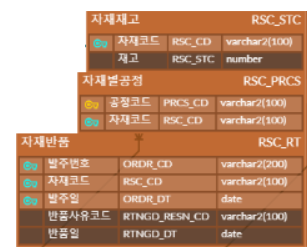 자재재고 RSC_STC
자재코드 RSC_CD varchar2(100)
재고 RSC_STC number
자재별공정 RSC_PRCS
공정코드 PRCS_CD varchar2(100)
자재코드 RSC_CD varchar2(100)
자재반품 RSC_RT
발주번호 ORDR_CD varchar2(200)
자재코드 RSC_CD varchar2(100)
발주일 ORDR_DT date
반품사유코드 RTNGD_RESN_CD varchar2(100)
반품일 RTNGD_DT date